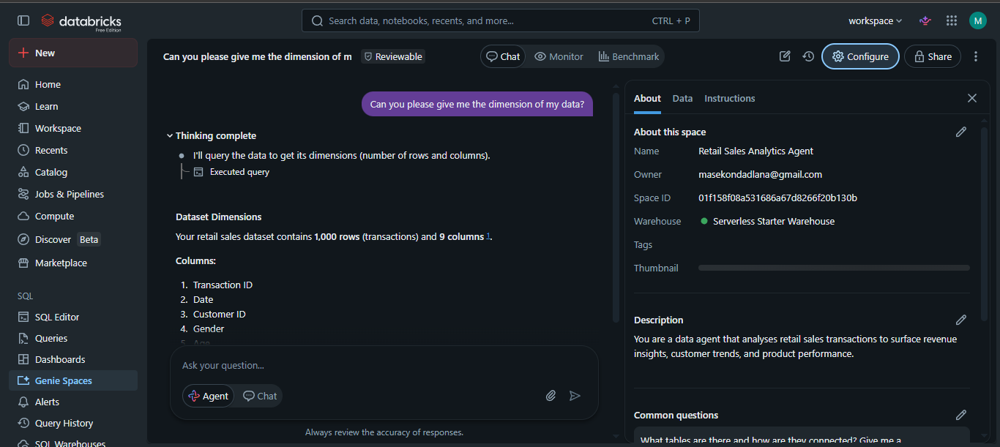 databricks
Free Edition
Search data, notebooks, recents, and more...
CTRL + P
workspace
M
New
Home
Learn
Workspace
Recents
Catalog
Jobs & Pipelines
Compute
Discover Beta
Marketplace
SQL
SQL Editor
Queries
Dashboards
Genie Spaces
Alerts
Query History
SQL Warehouses
Can you please give me the dimension of m
Reviewable
Chat
Monitor
Benchmark
Configure
Share
Can you please give me the dimension of my data?
Thinking complete
I'll query the data to get its dimensions (number of rows and columns).
Executed query
Dataset Dimensions
Your retail sales dataset contains 1,000 rows (transactions) and 9 columns 1.
Columns:
1. Transaction ID
2. Date
3. Customer ID
4. Gender
5. Age
Ask your question...
Agent
Chat
Always review the accuracy of responses.
About
Data
Instructions
About this space
Name Retail Sales Analytics Agent
Owner masekondadlana@gmail.com
Space ID 01f158f08a531686a67d8266f20b130b
Warehouse Serverless Starter Warehouse
Tags
Thumbnail
Description
You are a data agent that analyses retail sales transactions to surface revenue
insights, customer trends, and product performance.
Common questions
What tables are there and how are they connected? Give me a